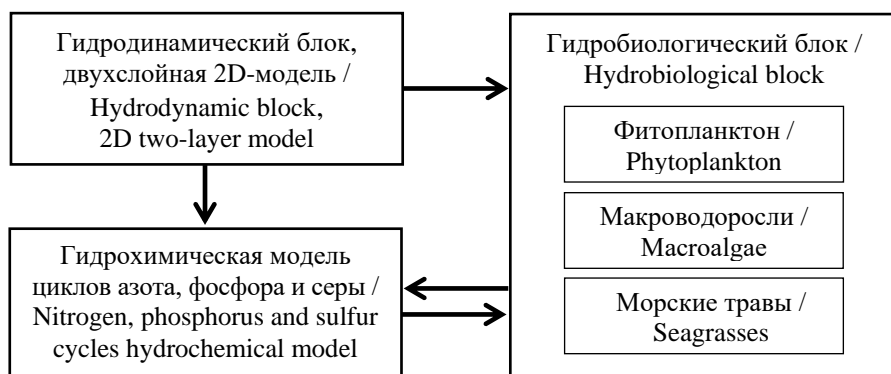 Гидродинамический блок,
двухслойная 2D-модель /
Hydrodynamic block,
2D two-layer model
Гидробиологический блок /
Hydrobiological block
Фитопланктон /
Phytoplankton
Макроводоросли /
Macroalgae
Морские травы /
Seagrasses
Гидрохимическая модель
циклов азота, фосфора и серы /
Nitrogen, phosphorus and sulfur
cycles hydrochemical model